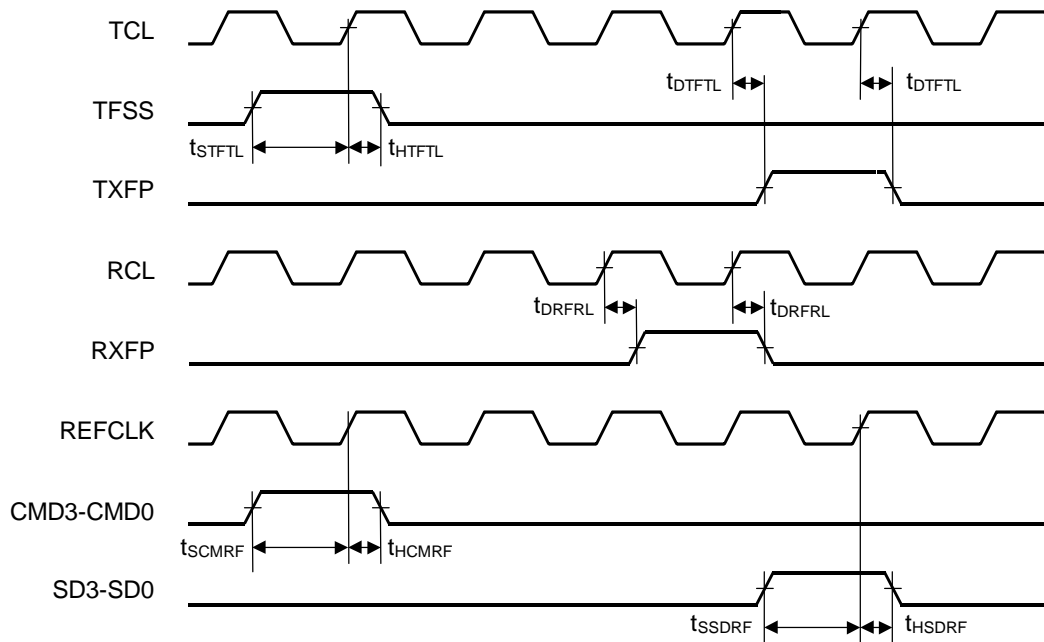 TCL
tDTFTL tDTFTL
TFSS
tSTFTL tHTFTL
TXFP
RCL
tDRFRL tDRFRL
RXFP
REFCLK
CMD3-CMD0
tSCMRF tHCMRF
SD3-SD0
tSSDRF tHSDRF